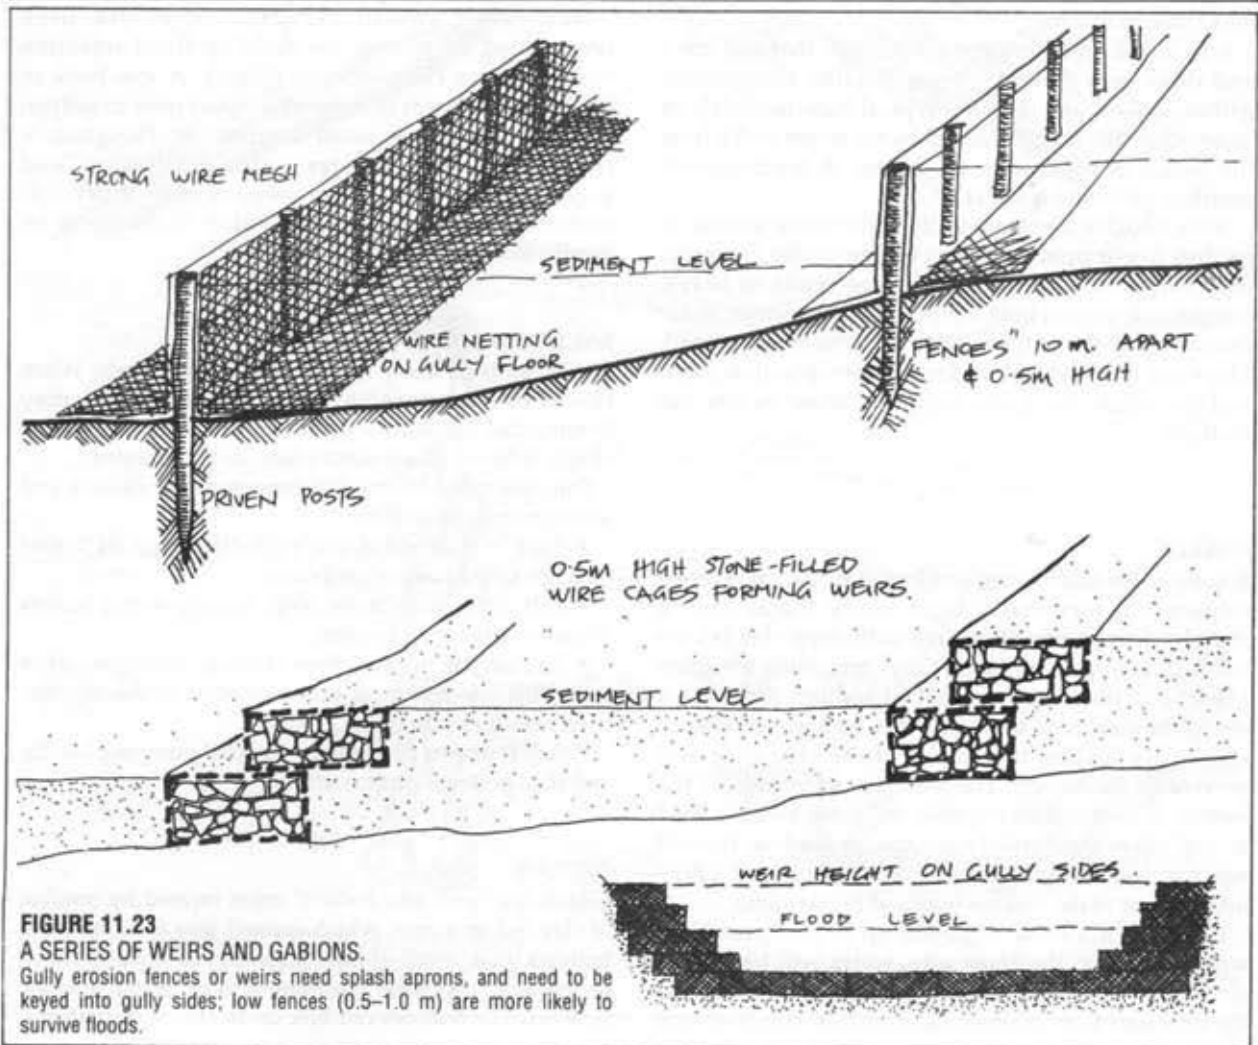 STRONG WIRE MESH
SEDIMENT LEVEL
WIRE NETTING
ON GULLY FLOOR
FENCES 10 m. APART
& 0.5m HIGH
DRIVEN POSTS
0.5m HIGH STONE-FILLED
WIRE CAGES FORMING WEIRS
SEDIMENT LEVEL
WEIR HEIGHT ON GULLY SIDES.
FLOOD LEVEL
FIGURE 11.23
A SERIES OF WEIRS AND GABIONS.
Gully erosion fences or weirs need splash aprons, and need to be
keyed into gully sides; low fences (0.5–1.0 m) are more likely to
survive floods.